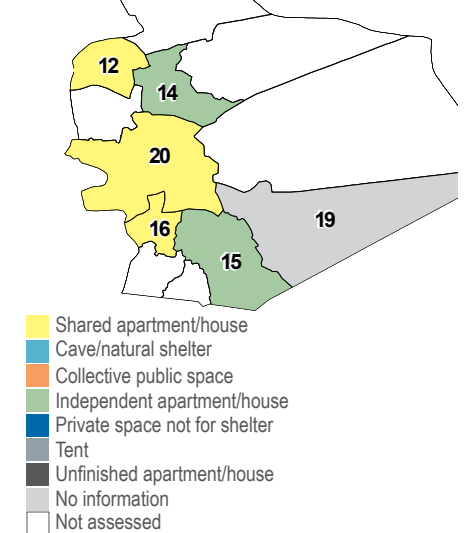 12
14
20
19
16
15
Shared apartment/house
Cave/natural shelter
Collective public space
Independent apartment/house
Private space not for shelter
Tent
Unfinished apartment/house
No information
Not assessed